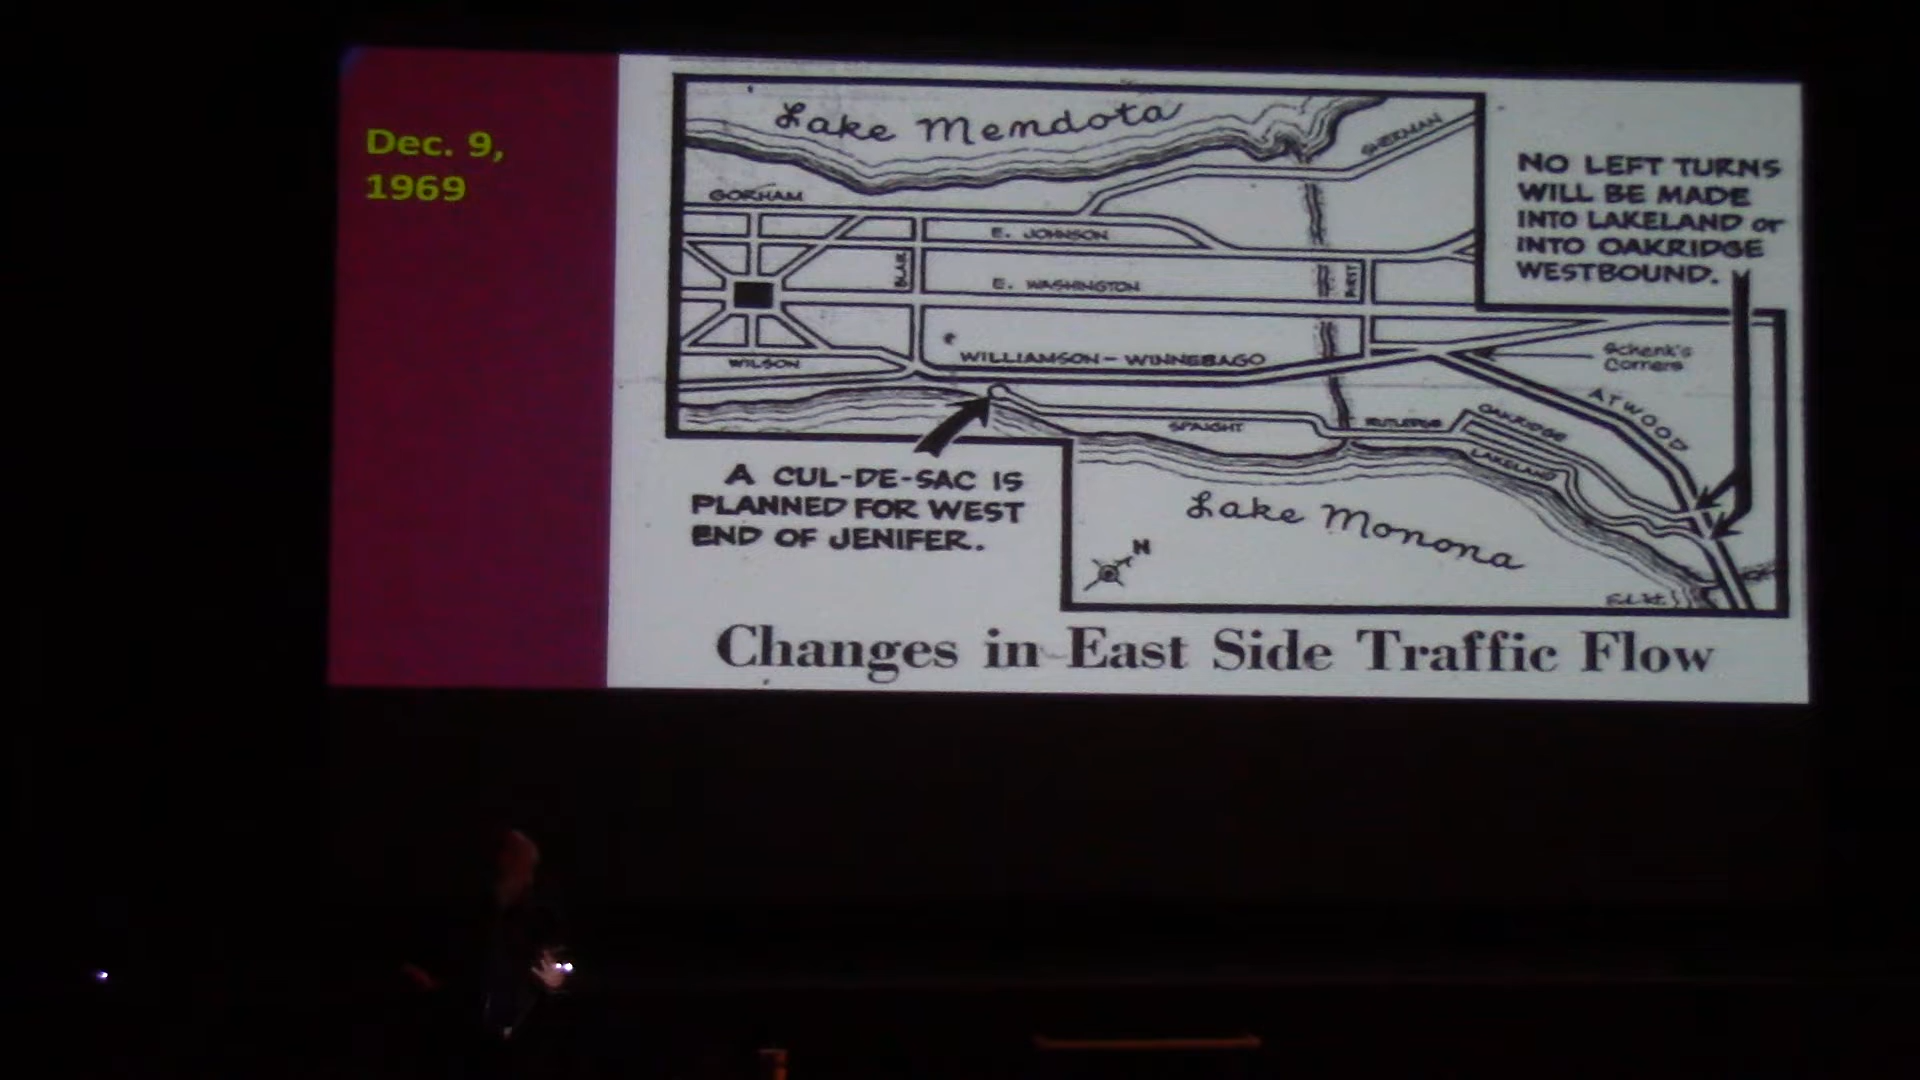 Dec. 9,
1969
Lake Mendota
SHERMAN
NO LEFT TURNS
WILL BE MADE
INTO LAKELAND or
INTO OAKRIDGE
WESTBOUND.
GORHAM
E. JOHNSON
BLAIR
E. WASHINGTON
FIRST
WILLIAMSON - WINNEBAGO
WILSON
Schenk's
Corners
ATWOOD
SPAIGHT
RUTLEDGE
OAKRIDGE
LAKELAND
A CUL-DE-SAC IS
PLANNED FOR WEST
END OF JENIFER.
Lake Monona
N
Changes in East Side Traffic Flow